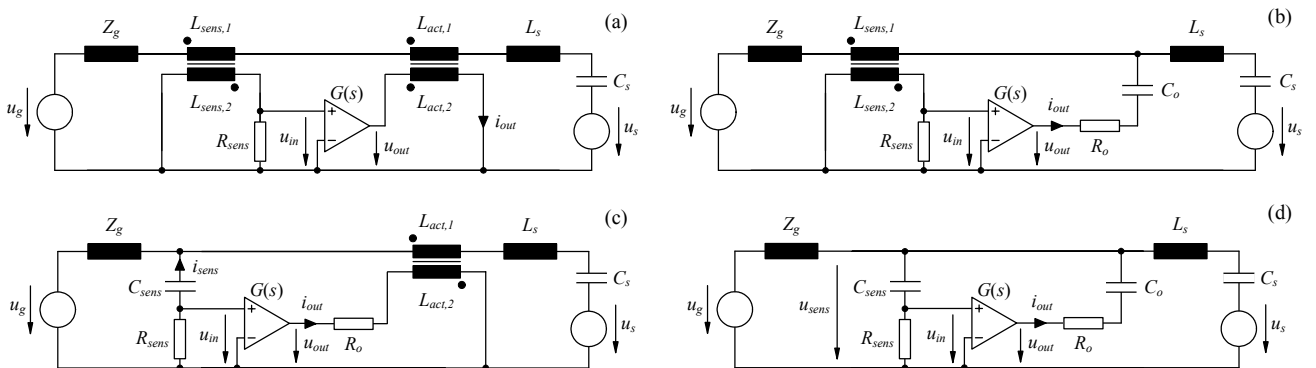 (a)
Z_g
L_sens,1
L_act,1
L_s
u_g
L_sens,2
R_sens
u_in
G(s)
u_out
L_act,2
i_out
C_s
u_s
(b)
Z_g
L_sens,1
L_s
u_g
L_sens,2
R_sens
u_in
G(s)
i_out
u_out
R_o
C_o
C_s
u_s
(c)
Z_g
L_act,1
L_s
u_g
i_sens
C_sens
R_sens
u_in
G(s)
i_out
u_out
R_o
L_act,2
C_s
u_s
(d)
Z_g
L_s
u_g
u_sens
C_sens
R_sens
u_in
G(s)
i_out
u_out
R_o
C_o
C_s
u_s